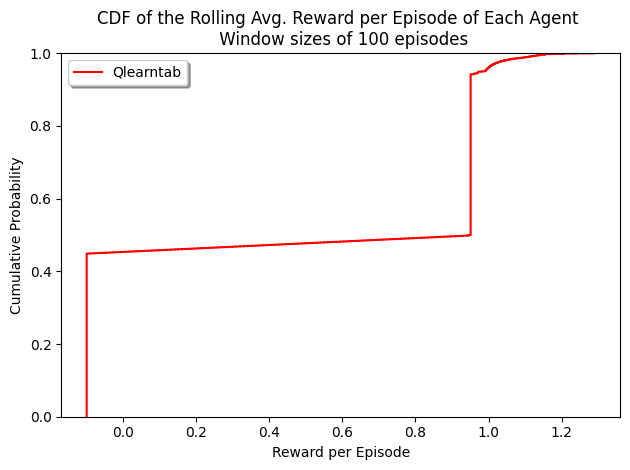 CDF of the Rolling Avg. Reward per Episode of Each Agent
Window sizes of 100 episodes
Qlearntab
Cumulative Probability
1.0
0.8
0.6
0.4
0.2
0.0
0.0 0.2 0.4 0.6 0.8 1.0 1.2
Reward per Episode